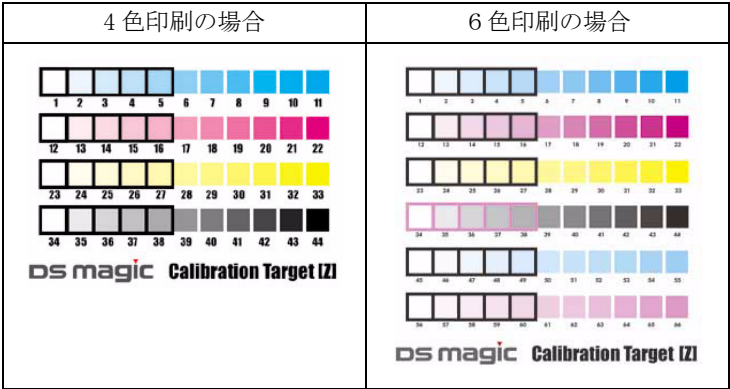 ４色印刷の場合
1 2 3 4 5 6 7 8 9 10 11
12 13 14 15 16 17 18 19 20 21 22
23 24 25 26 27 28 29 30 31 32 33
34 35 36 37 38 39 40 41 42 43 44
DS magic Calibration Target [Z]
６色印刷の場合
1 2 3 4 5 6 7 8 9 10 11
12 13 14 15 16 17 18 19 20 21 22
23 24 25 26 27 28 29 30 31 32 33
34 35 36 37 38 39 40 41 42 43 44
45 46 47 48 49 50 51 52 53 54 55
56 57 58 59 60 61 62 63 64 65 66
DS magic Calibration Target [Z]